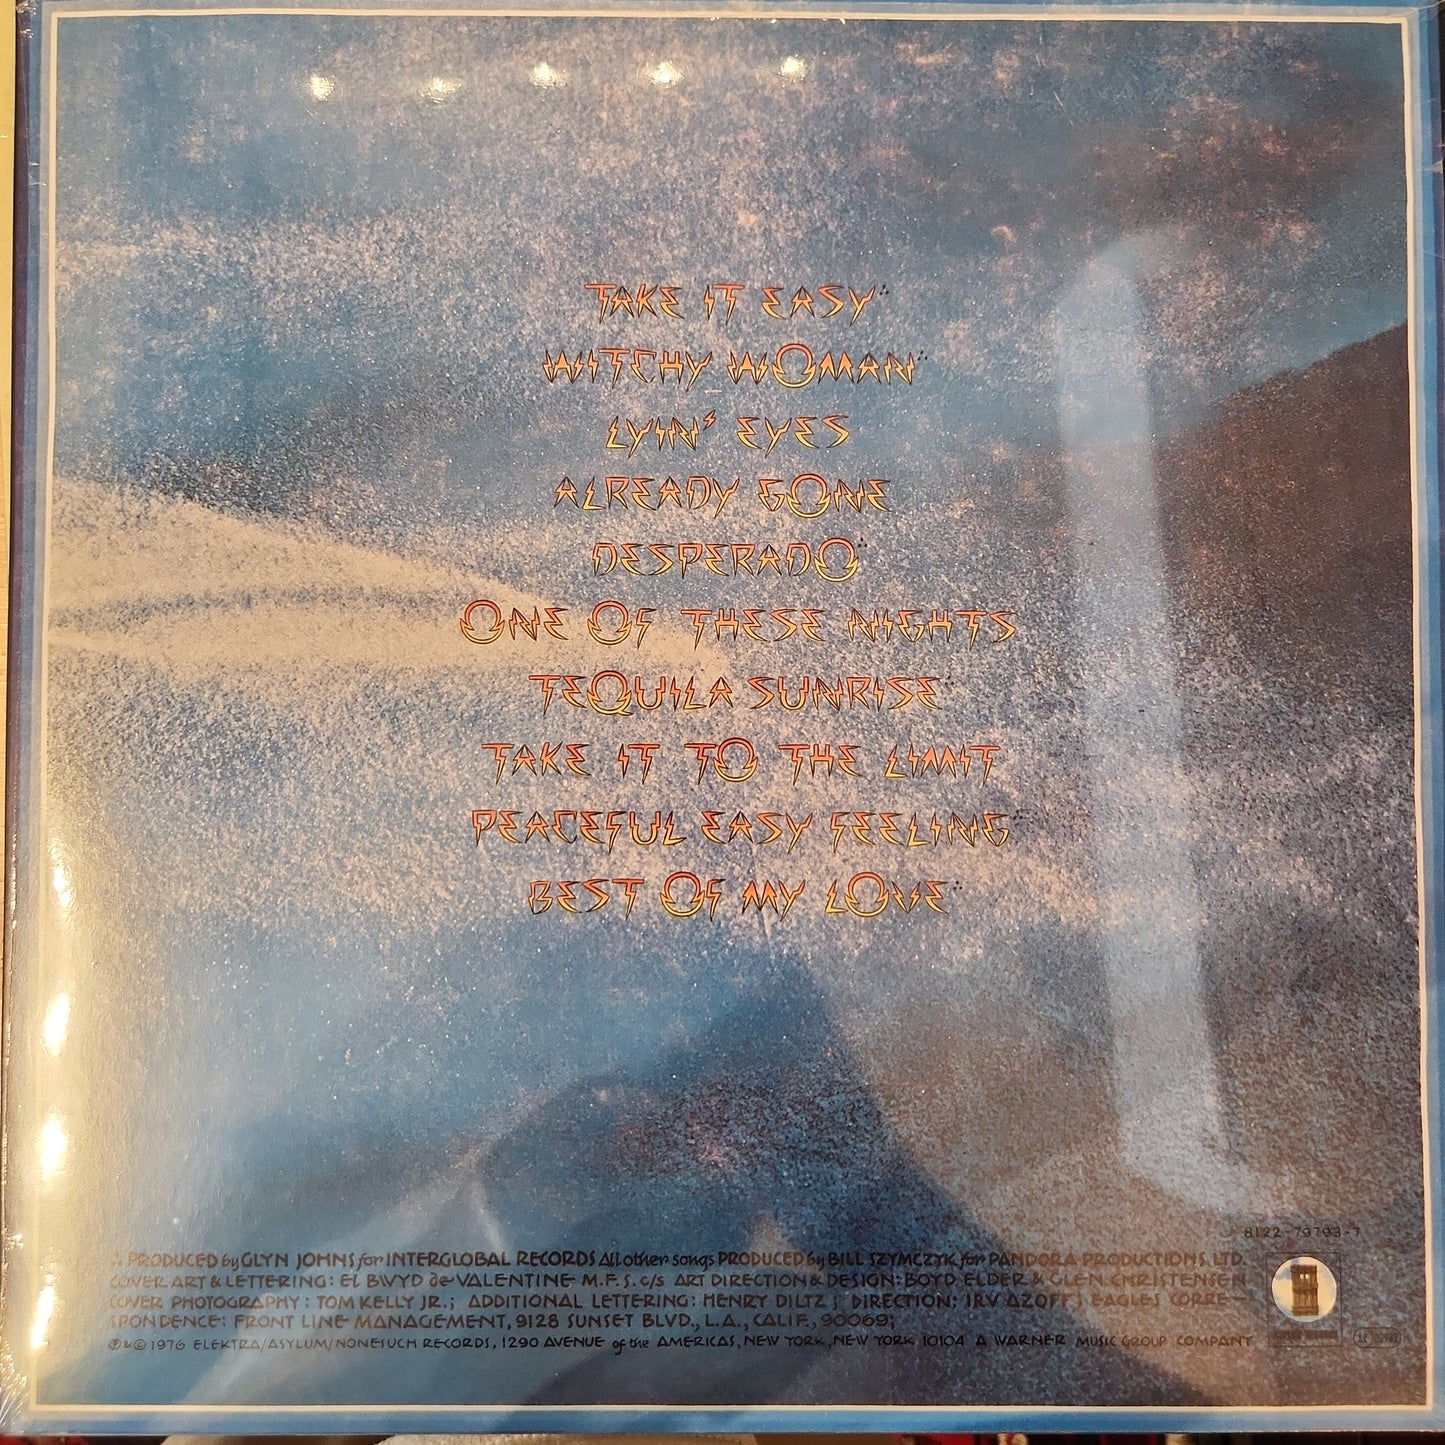 TAKE IT EASY∴
WITCHY WOMAN∴
LYIN' EYES
ALREADY GONE
DESPERADO∴
ONE OF THESE NIGHTS
TEQUILA SUNRISE∴
TAKE IT TO THE LIMIT
PEACEFUL EASY FEELING∴
BEST OF MY LOVE∴
8122-79793-7
∴ PRODUCED by GLYN JOHNS for INTERGLOBAL RECORDS All other songs PRODUCED by BILL SZYMCZYK for PANDORA PRODUCTIONS, LTD.
COVER ART & LETTERING: El BWYD de VALENTINE M.F.S. c/s ART DIRECTION & DESIGN: BOYD ELDER & GLEN CHRISTENSEN
COVER PHOTOGRAPHY: TOM KELLY JR.; ADDITIONAL LETTERING: HENRY DILTZ; DIRECTION: IRV AZOFF; EAGLES CORRE-
SPONDENCE: FRONT LINE MANAGEMENT, 9128 SUNSET BLVD., L.A., CALIF., 90069;
℗ & © 1976 ELEKTRA/ASYLUM/NONESUCH RECORDS, 1290 AVENUE of the AMERICAS, NEW YORK, NEW YORK 10104 A WARNER MUSIC GROUP COMPANY